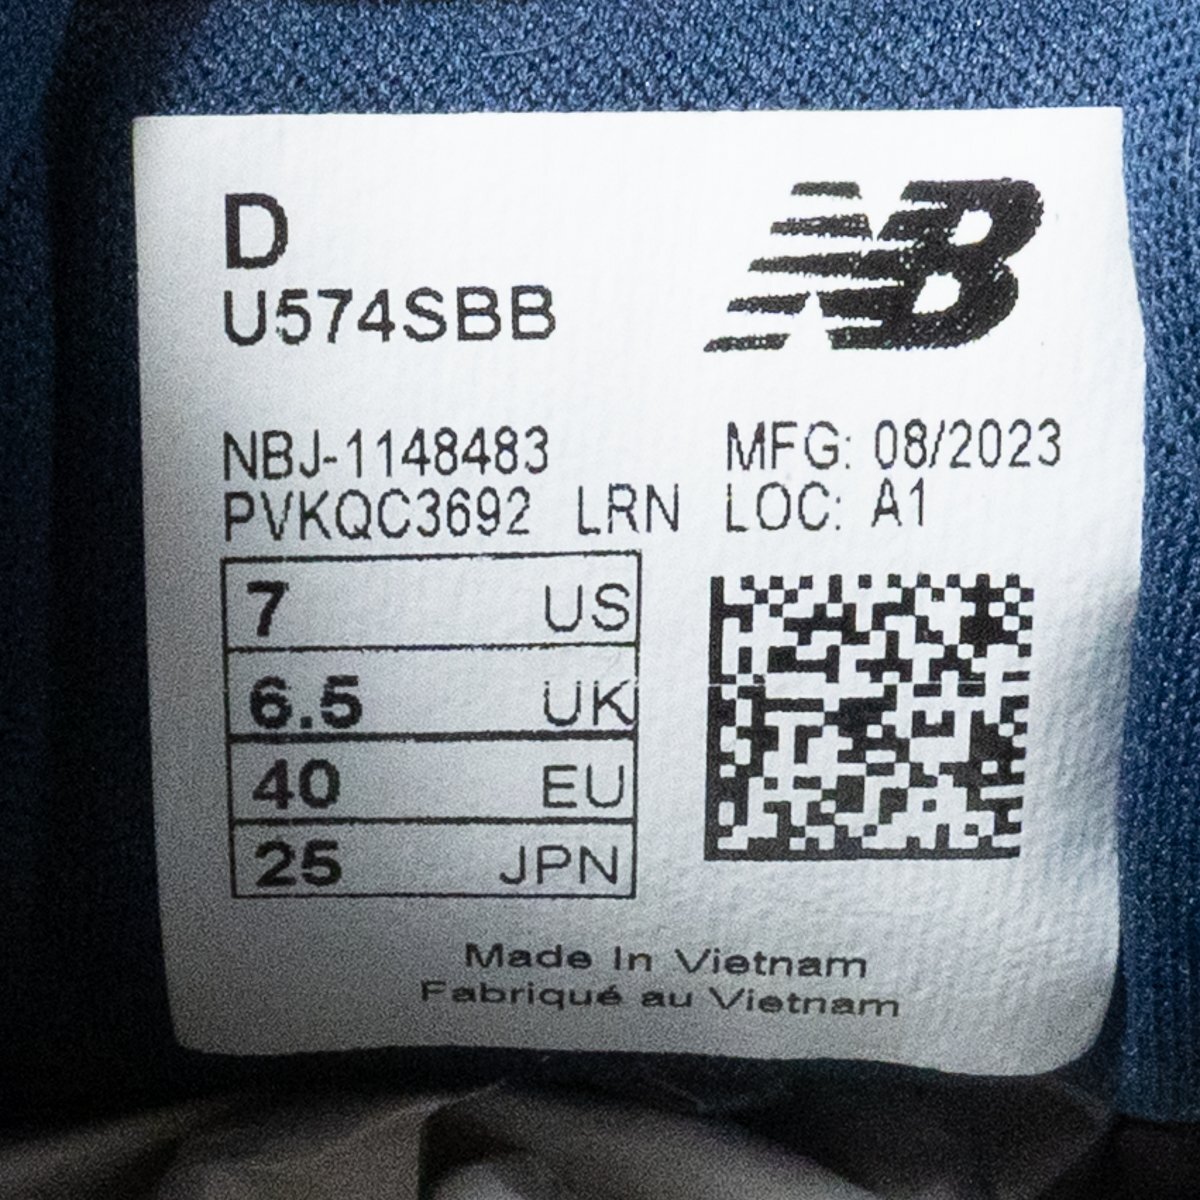 D
U574SBB
NB
NBJ-1148483
PVKQC3692 LRN
MFG: 08/2023
LOC: A1
7 US
6.5 UK
40 EU
25 JPN
Made In Vietnam
Fabriqué au Vietnam